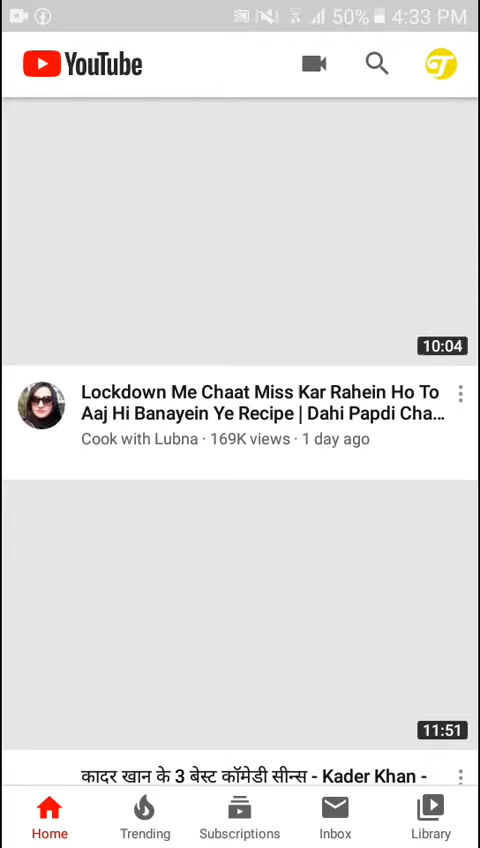 50% 4:33 PM
YouTube
10:04
Lockdown Me Chaat Miss Kar Rahein Ho To
Aaj Hi Banayein Ye Recipe | Dahi Papdi Cha...
Cook with Lubna · 169K views · 1 day ago
11:51
कादर खान के 3 बेस्ट कॉमेडी सीन्स - Kader Khan -
Home Trending Subscriptions Inbox Library